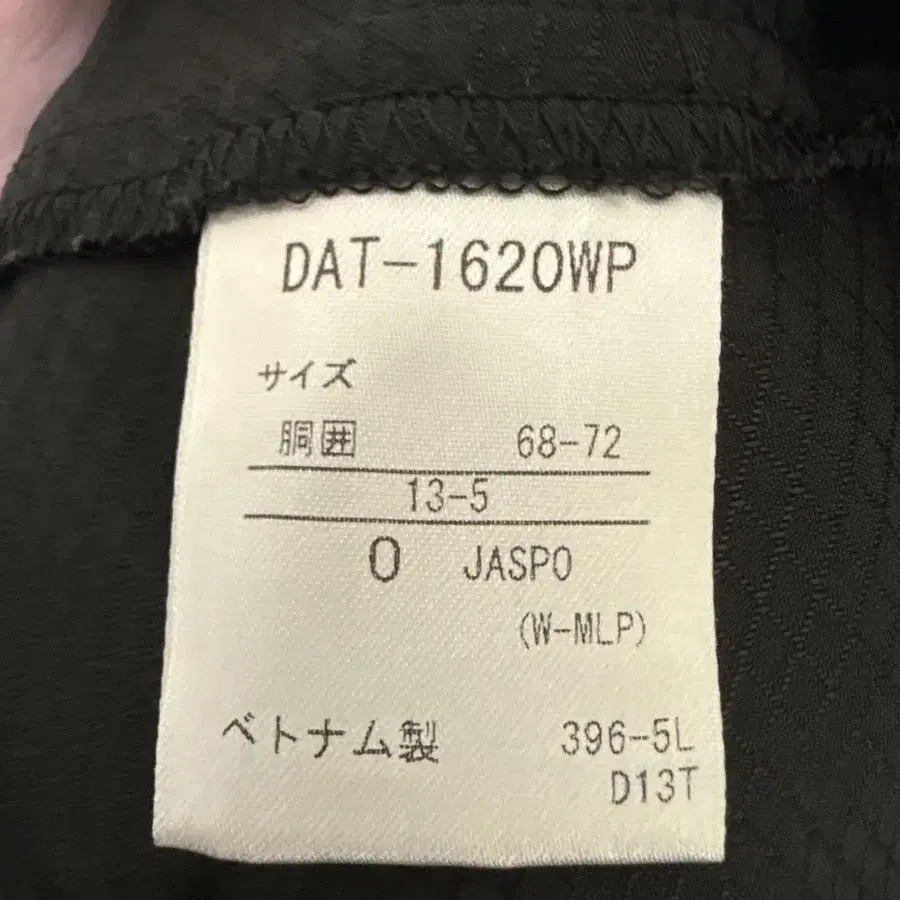 DAT-1620WP
サイズ
胴囲 68-72
13-5
O JASPO
(W-MLP)
ベトナム製 396-5L
D13T